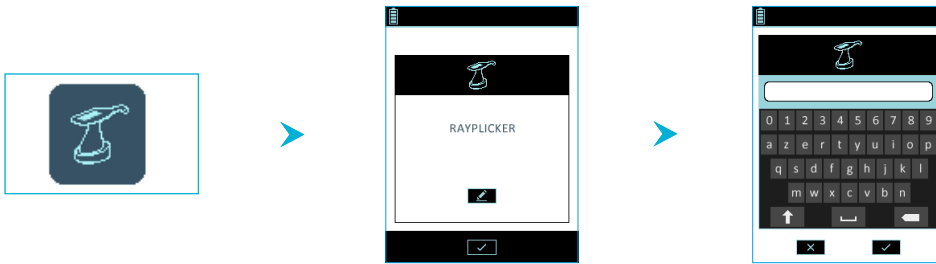 RAYPLICKER
0 1 2 3 4 5 6 7 8 9
a z e r t y u i o p
q s d f g h j k l
m w x c v b n